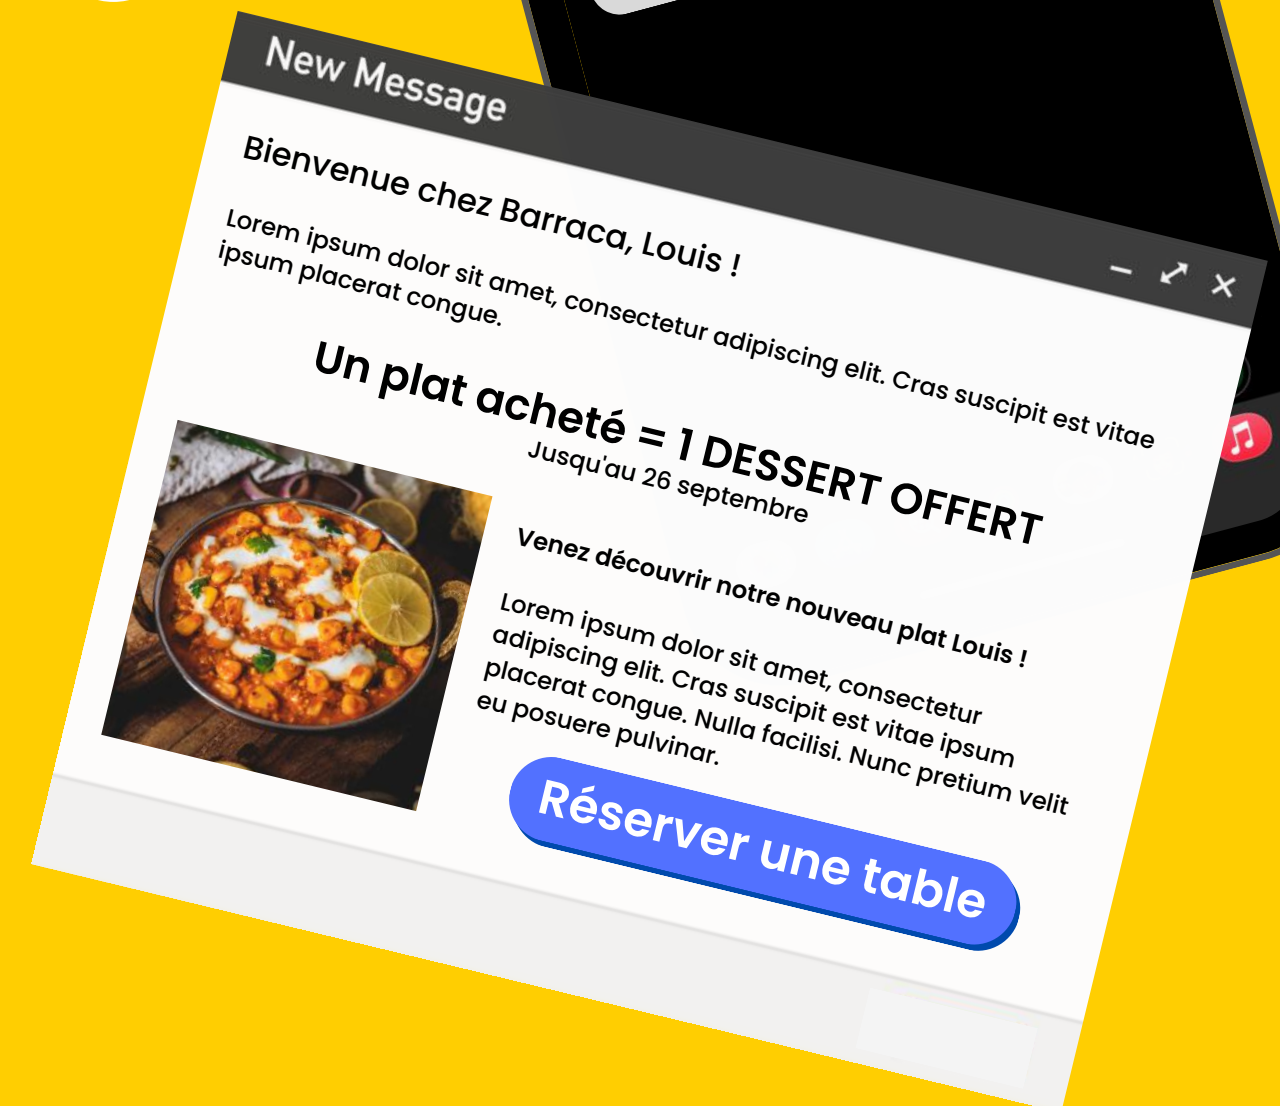 New Message
Bienvenue chez Barraca, Louis !
Lorem ipsum dolor sit amet, consectetur adipiscing elit. Cras suscipit est vitae
ipsum placerat congue.
Un plat acheté = 1 DESSERT OFFERT
Jusqu'au 26 septembre
Venez découvrir notre nouveau plat Louis !
Lorem ipsum dolor sit amet, consectetur
adipiscing elit. Cras suscipit est vitae ipsum
placerat congue. Nulla facilisi. Nunc pretium velit
eu posuere pulvinar.
Réserver une table